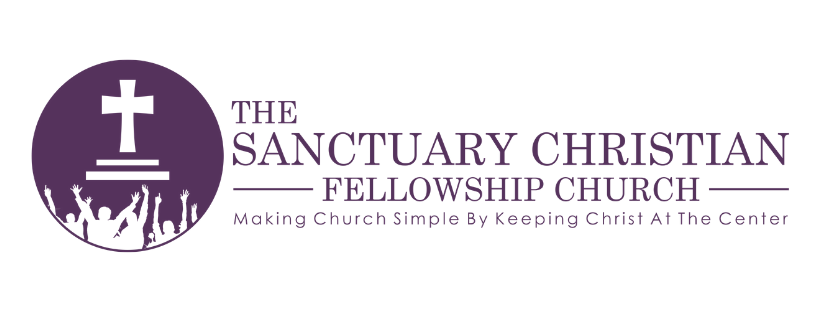 THE
SANCTUARY CHRISTIAN
FELLOWSHIP CHURCH
Making Church Simple By Keeping Christ At The Center